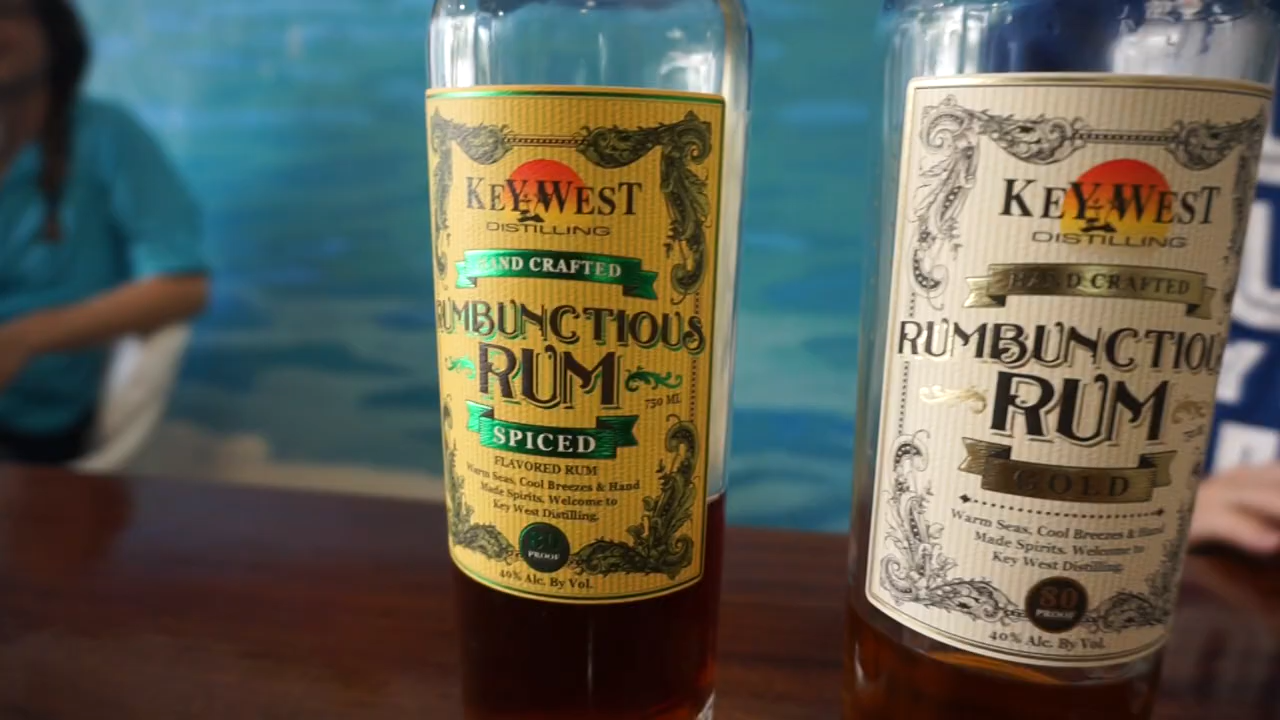 KEY WEST
DISTILLING
HAND CRAFTED
RUMBUNCTIOUS
RUM
750 ML
SPICED
FLAVORED RUM
Warm Seas, Cool Breezes & Hand
Made Spirits. Welcome to
Key West Distilling.
80
PROOF
40% Alc. By Vol.
KEY WEST
DISTILLING
HAND CRAFTED
RUMBUNCTIOU
RUM
GOLD
Warm Seas, Cool Breezes & Hand
Made Spirits. Welcome to
Key West Distilling.
80
PROOF
40% Alc. By Vol.